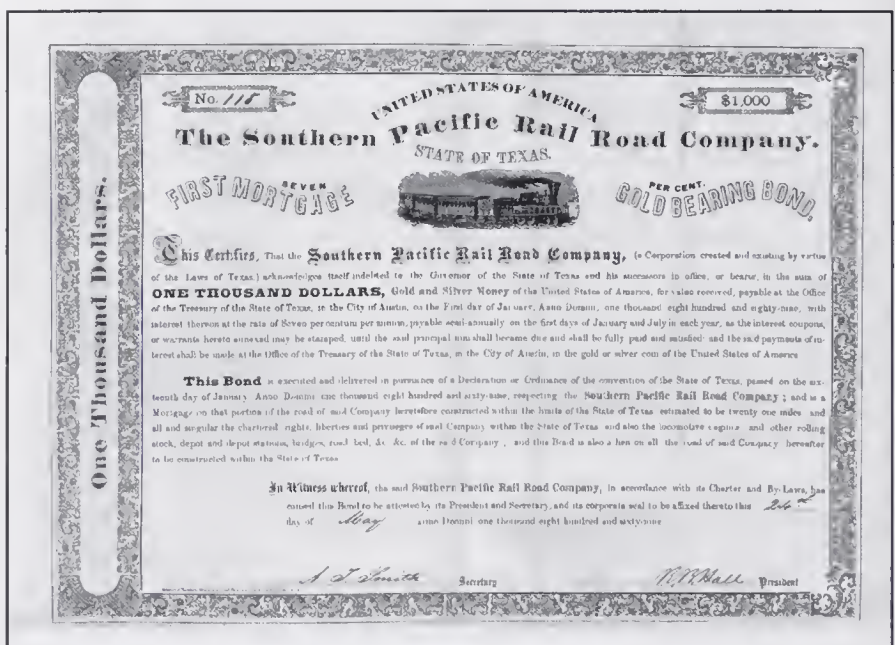 No. 118
UNITED STATES OF AMERICA
$1,000
The Southern Pacific Rail Road Company.
STATE OF TEXAS.
FIRST MORTGAGE SEVEN PER CENT. GOLD BEARING BOND,
One Thousand Dollars.
This Certifies, That the Southern Pacific Rail Road Company, (a Corporation created and existing by virtue
of the Laws of Texas,) acknowledges itself indebted to the Governor of the State of Texas and his successors in office, or bearer, in the sum of
ONE THOUSAND DOLLARS, Gold and Silver Money of the United States of America, for value received, payable at the Office
of the Treasury of the State of Texas, in the City of Austin, on the First day of January, Anno Domini, one thousand eight hundred and eighty-nine, with
interest thereon at the rate of Seven per centum per annum, payable semi-annually on the first days of January and July in each year, as the interest coupons,
or warrants hereto annexed may be stamped, until the said principal sum shall become due and shall be fully paid and satisfied: and the said payments of in-
terest shall be made at the Office of the Treasury of the State of Texas, in the City of Austin, in the gold or silver coin of the United States of America
This Bond is executed and delivered in pursuance of a Declaration or Ordinance of the convention of the State of Texas, passed on the six-
teenth day of January Anno Domini one thousand eight hundred and sixty-nine, respecting the Southern Pacific Rail Road Company; and is a
Mortgage on that portion of the road of said Company heretofore constructed within the limits of the State of Texas estimated to be twenty one miles and
all and singular the chartered rights, liberties and privileges of said Company within the State of Texas and also the locomotive engines and other rolling
stock, depot and depot stations, bridges, road bed, &c. &c. of the said Company, and this Bond is also a lien on all the road of said Company hereafter
to be constructed within the State of Texas
In Witness whereof, the said Southern Pacific Rail Road Company, in accordance with its Charter and By-Laws, has
caused this Bond to be attested by its President and Secretary, and its corporate seal to be affixed thereto this 24th
day of May Anno Domini one thousand eight hundred and sixty-nine
A T Smith Secretary
President